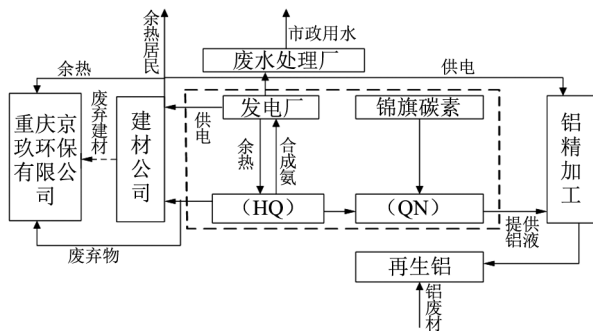 市政用水
余热居民
废水处理厂
余热
供电
重庆京
玖环保
有限公
司
废弃建材
建材公司
供电
发电厂
锦旗碳素
铝精加工
余热
合成氨
（HQ）
（QN）
提供
铝液
废弃物
再生铝
铝废材